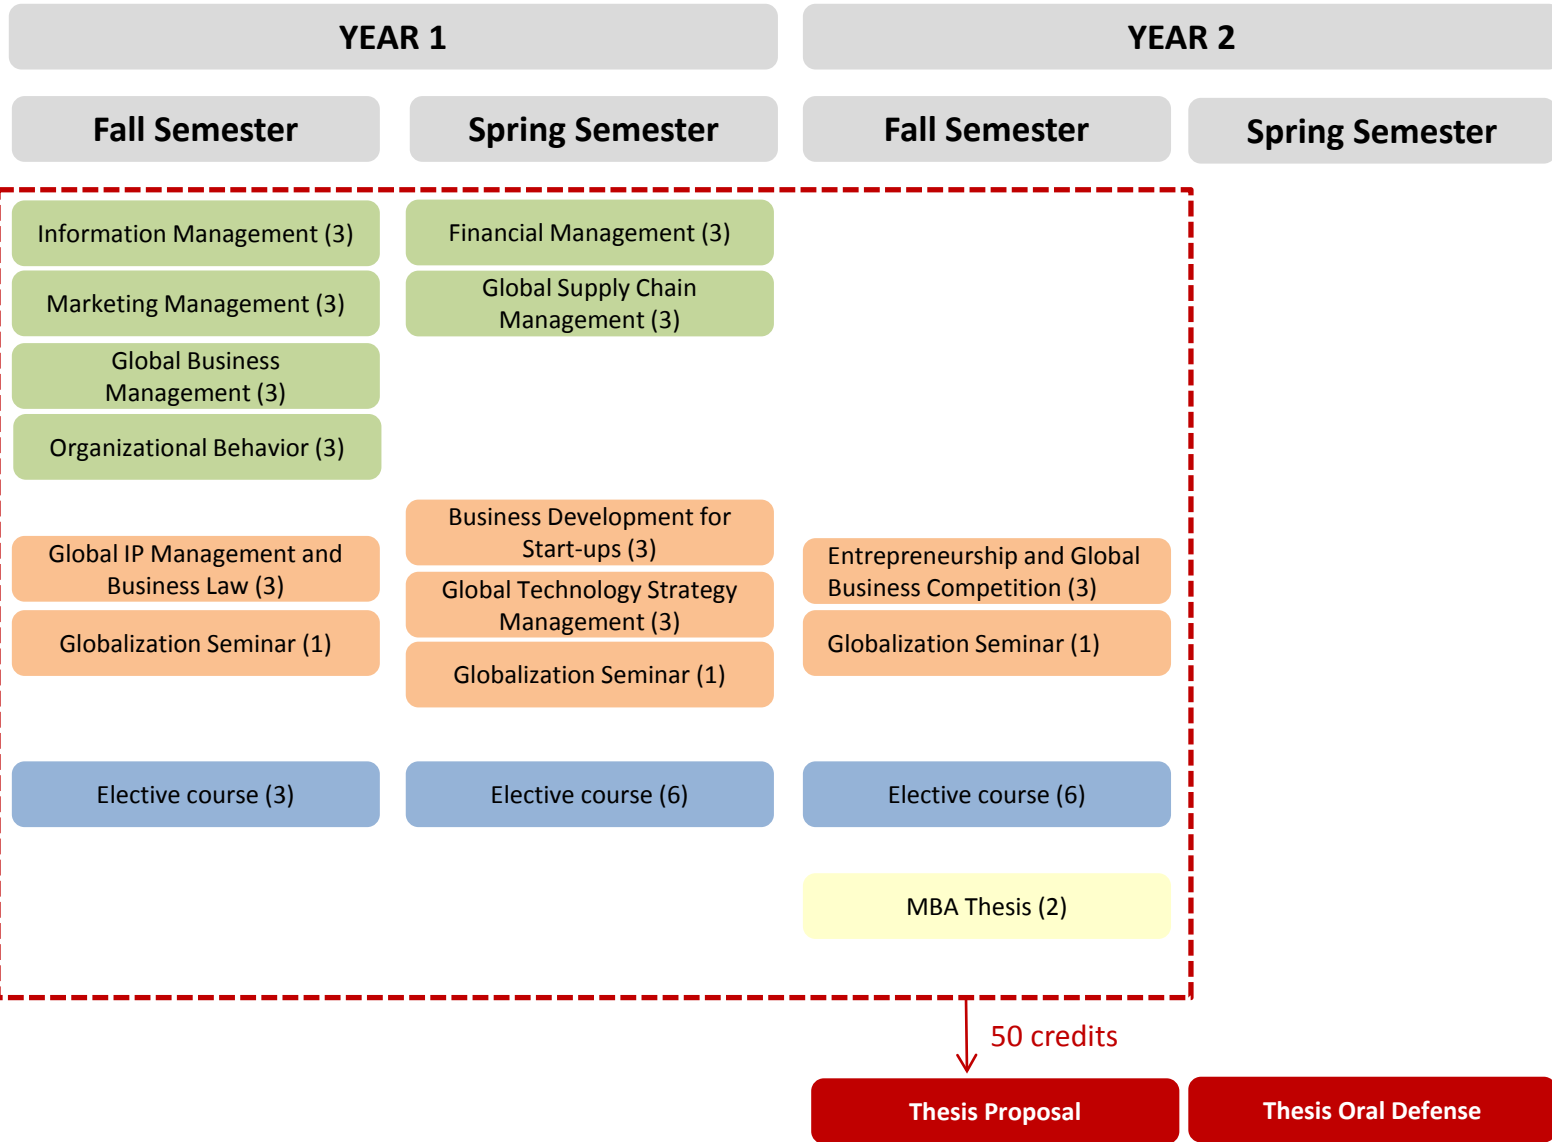 YEAR 1
YEAR 2
Fall Semester
Spring Semester
Fall Semester
Spring Semester
Information Management (3)
Marketing Management (3)
Global Business
Management (3)
Organizational Behavior (3)
Global IP Management and
Business Law (3)
Globalization Seminar (1)
Elective course (3)
Financial Management (3)
Global Supply Chain
Management (3)
Business Development for
Start-ups (3)
Global Technology Strategy
Management (3)
Globalization Seminar (1)
Elective course (6)
Entrepreneurship and Global
Business Competition (3)
Globalization Seminar (1)
Elective course (6)
MBA Thesis (2)
50 credits
Thesis Proposal
Thesis Oral Defense